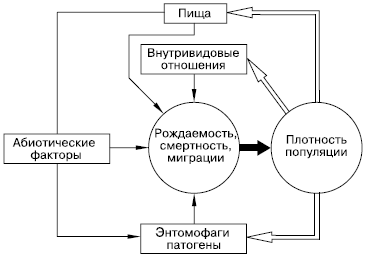 Пища
Внутривидовые
отношения
Абиотические
факторы
Рождаемость,
смертность,
миграции
Плотность
популяции
Энтомофаги
патогены